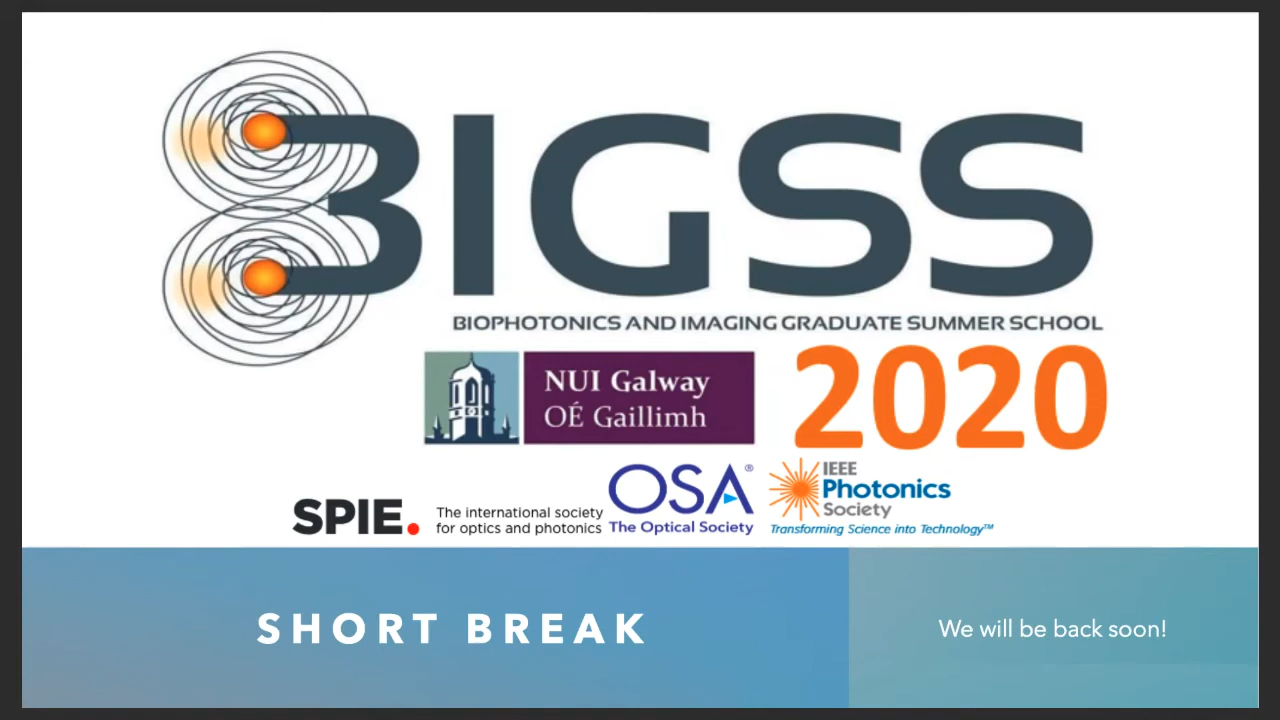 BIGSS
BIOPHOTONICS AND IMAGING GRADUATE SUMMER SCHOOL
NUI Galway
OÉ Gaillimh
2020
SPIE.
The international society
for optics and photonics
OSA®
The Optical Society
IEEE
Photonics
Society
Transforming Science into Technology™
SHORT BREAK
We will be back soon!